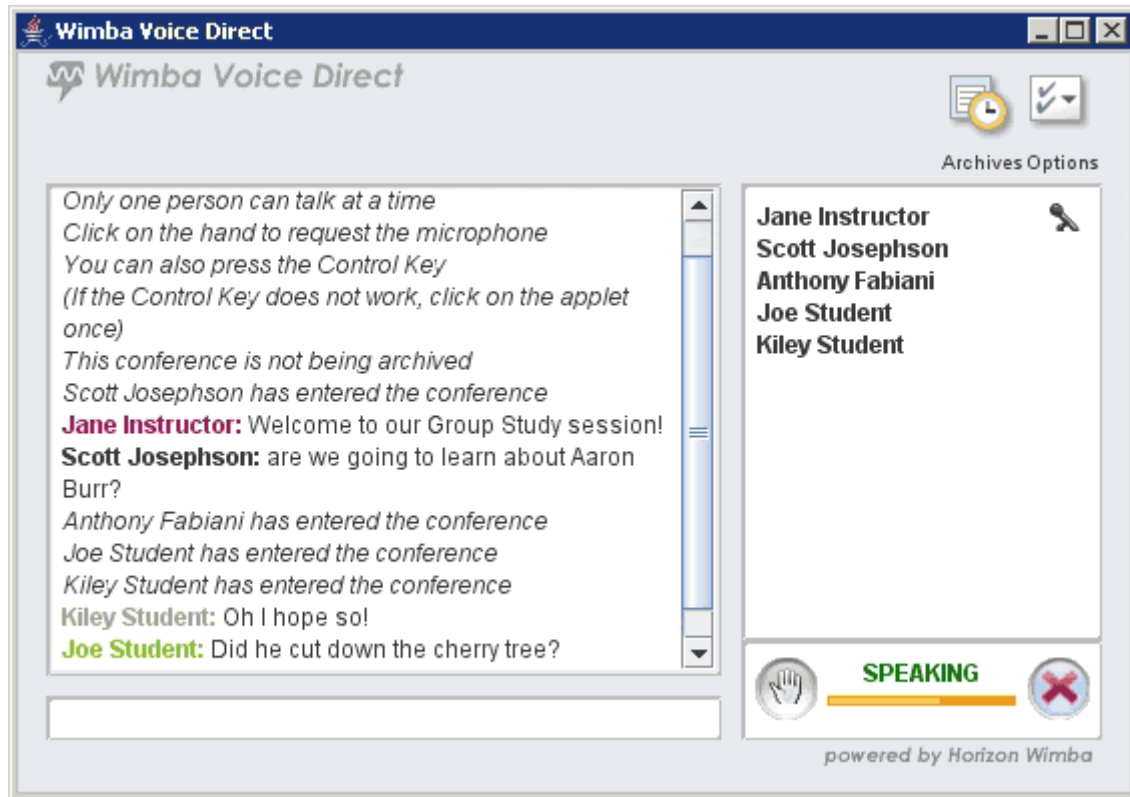 Wimba Voice Direct
Wimba Voice Direct
Archives Options
Only one person can talk at a time
Click on the hand to request the microphone
You can also press the Control Key
(If the Control Key does not work, click on the applet
once)
This conference is not being archived
Scott Josephson has entered the conference
Jane Instructor: Welcome to our Group Study session!
Scott Josephson: are we going to learn about Aaron
Burr?
Anthony Fabiani has entered the conference
Joe Student has entered the conference
Kiley Student has entered the conference
Kiley Student: Oh I hope so!
Joe Student: Did he cut down the cherry tree?
Jane Instructor
Scott Josephson
Anthony Fabiani
Joe Student
Kiley Student
SPEAKING
powered by Horizon Wimba